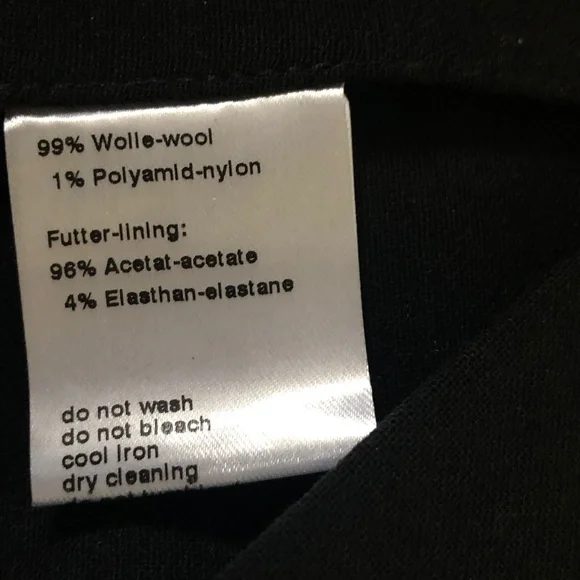 99% Wolle-wool
1% Polyamid-nylon
Futter-lining:
96% Acetat-acetate
4% Elasthan-elastane
do not wash
do not bleach
cool iron
dry cleaning